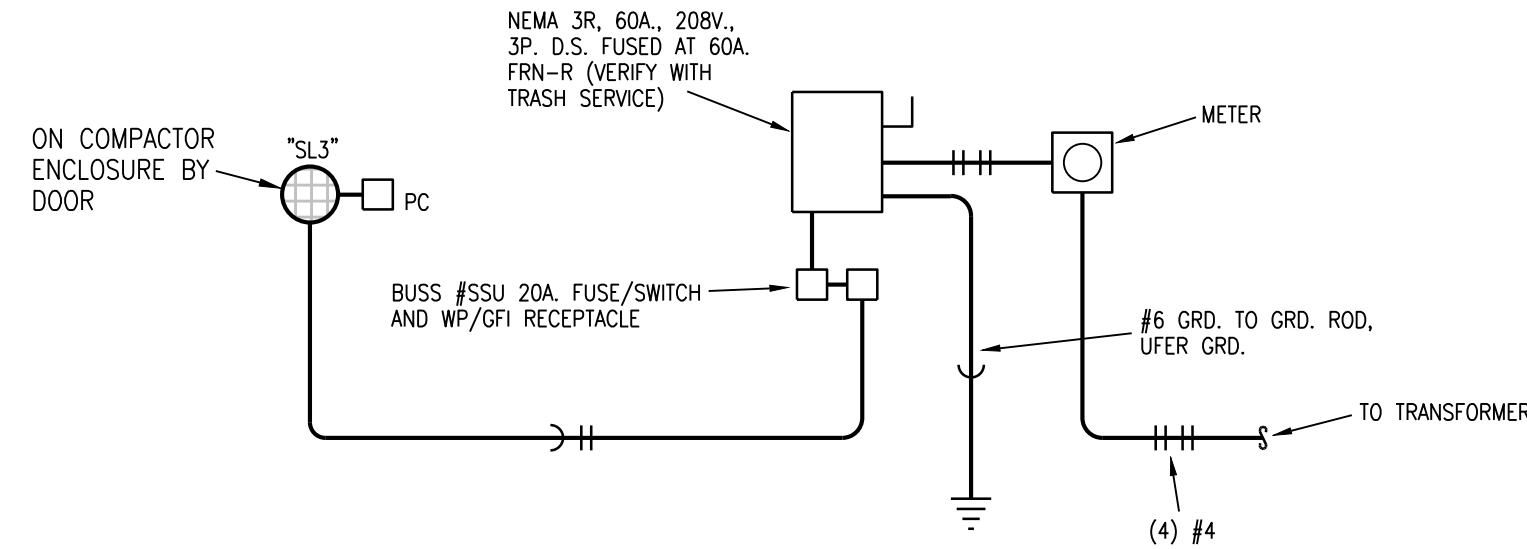 NEMA 3R, 60A., 208V.,
3P. D.S. FUSED AT 60A.
FRN-R (VERIFY WITH
TRASH SERVICE)
METER
ON COMPACTOR
ENCLOSURE BY
DOOR
"SL3"
PC
BUSS #SSU 20A. FUSE/SWITCH
AND WP/GFI RECEPTACLE
#6 GRD. TO GRD. ROD,
UFER GRD.
TO TRANSFORMER
(4) #4